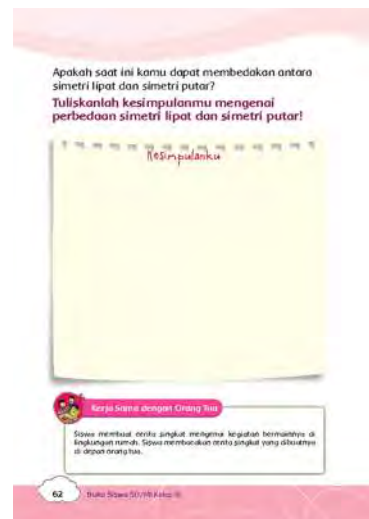 Apakah saat ini kamu dapat membedakan antara
simetri lipat dan simetri putar?
Tuliskanlah kesimpulanmu mengenai
perbedaan simetri lipat dan simetri putar!
Kesimpulanku
Kerja Sama dengan Orang Tua
Siswa membuat cerita singkat mengenai kegiatan bermainnya di
lingkungan rumah. Siswa membacakan cerita singkat yang dibuatnya
di depan orang tua.
62 Buku Siswa SD/MI Kelas III